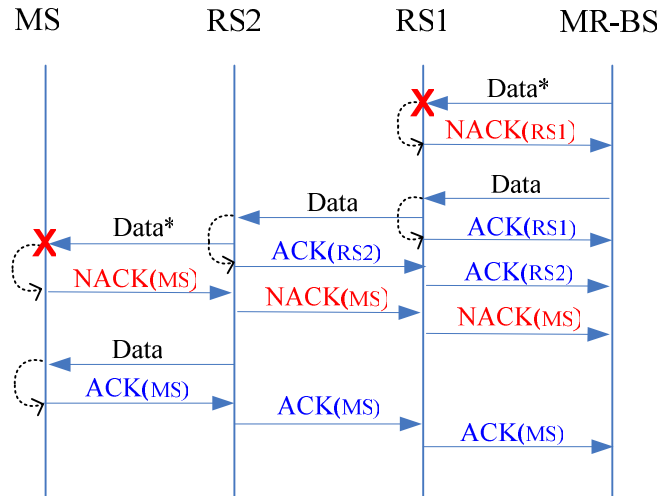 MS RS2 RS1 MR-BS
Data*
NACK(RS1)
Data
Data
Data*
ACK(RS1)
ACK(RS2)
ACK(RS2)
NACK(MS)
NACK(MS)
NACK(MS)
Data
ACK(MS)
ACK(MS)
ACK(MS)